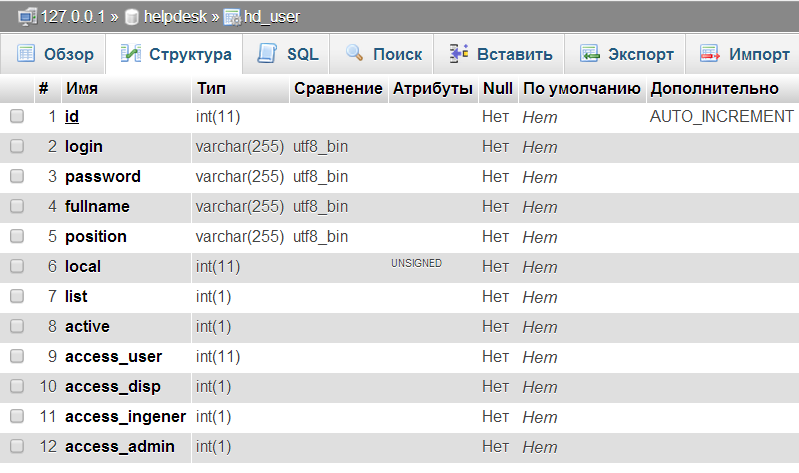 127.0.0.1 » helpdesk » hd_user
Обзор Структура SQL Поиск Вставить Экспорт Импорт
# Имя Тип Сравнение Атрибуты Null По умолчанию Дополнительно
1 id int(11) Нет Нет AUTO_INCREMENT
2 login varchar(255) utf8_bin Нет Нет
3 password varchar(255) utf8_bin Нет Нет
4 fullname varchar(255) utf8_bin Нет Нет
5 position varchar(255) utf8_bin Нет Нет
6 local int(11) UNSIGNED Нет Нет
7 list int(1) Нет Нет
8 active int(1) Нет Нет
9 access_user int(11) Нет Нет
10 access_disp int(1) Нет Нет
11 access_ingener int(1) Нет Нет
12 access_admin int(1) Нет Нет